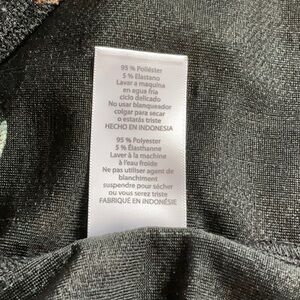 95 % Poliéster
5 % Elastano
Lavar a maquina
en agua fría
ciclo delicado
No usar blanqueador
colgar para secar
o estatós triste
HECHO EN INDONESIA
95 % Polyester
5 % Élasthanne
Laver à la machine
à l'eau froide
Ne pas utiliser agent de
blanchiment
suspendre pour sécher
ou vous serez triste
FABRIQUÉ EN INDONÉSIE